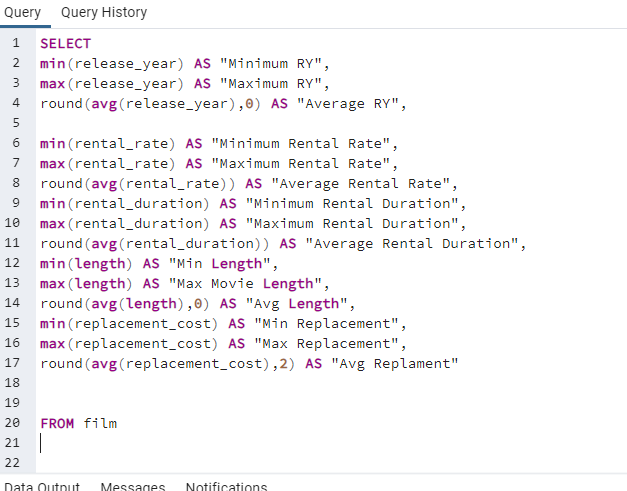 Query Query History
1 SELECT
2 min(release_year) AS "Minimum RY",
3 max(release_year) AS "Maximum RY",
4 round(avg(release_year),0) AS "Average RY",
5
6 min(rental_rate) AS "Minimum Rental Rate",
7 max(rental_rate) AS "Maximum Rental Rate",
8 round(avg(rental_rate)) AS "Average Rental Rate",
9 min(rental_duration) AS "Minimum Rental Duration",
10 max(rental_duration) AS "Maximum Rental Duration",
11 round(avg(rental_duration)) AS "Average Rental Duration",
12 min(length) AS "Min Length",
13 max(length) AS "Max Movie Length",
14 round(avg(length),0) AS "Avg Length",
15 min(replacement_cost) AS "Min Replacement",
16 max(replacement_cost) AS "Max Replacement",
17 round(avg(replacement_cost),2) AS "Avg Replament"
18
19
20 FROM film
21
22
Data Output Messages Notifications